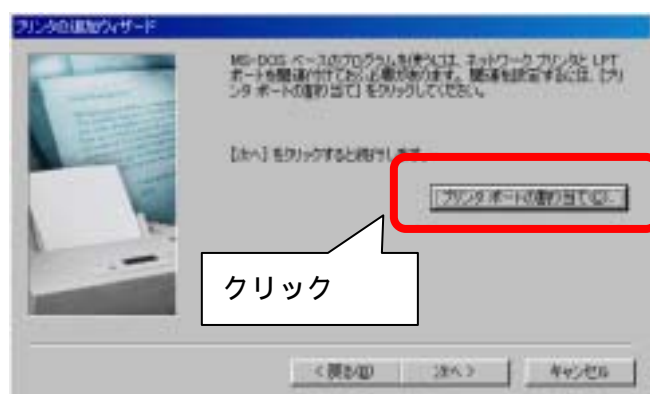 プリンタの追加ウィザード
MS-DOS ベースのプログラムを使うには、ネットワーク プリンタと LPT
ポートを関連付けておく必要があります。関連を設定するには、[プリ
ンタ ポートの割り当て] をクリックしてください。
[次へ] をクリックすると続行します。
プリンタ ポートの割り当て(C)...
クリック
< 戻る(B)
次へ >
キャンセル